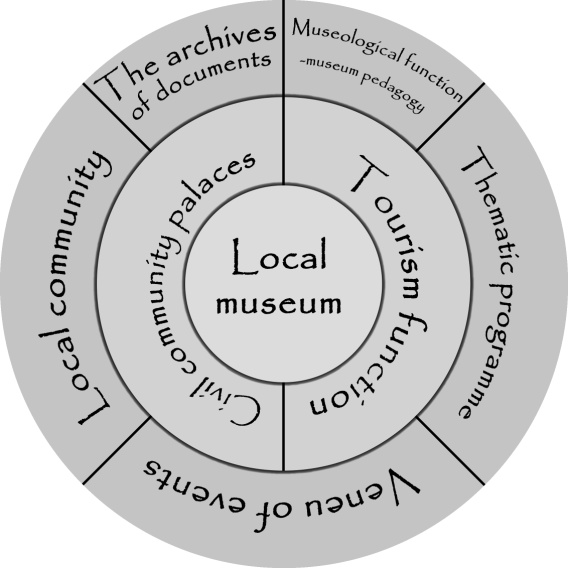 Local
museum
Civil community palaces
Tourism function
Local community
The archives
of documents
Museological function
-museum pedagogy
Thematic programme
Veneu of events